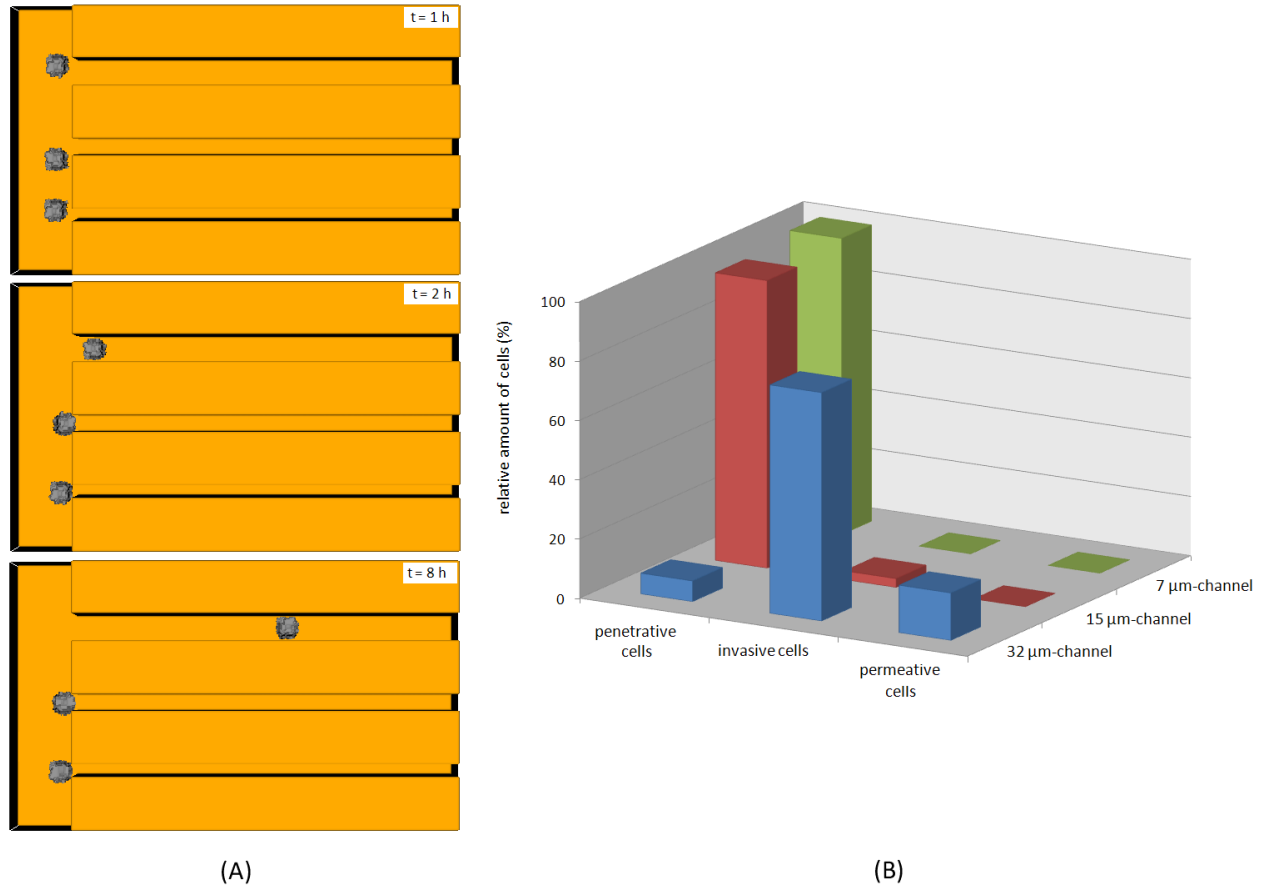 t = 1 h
t = 2 h
t = 8 h
(A)
relative amount of cells (%)
100
80
60
40
20
0
penetrative
cells
invasive cells
permeative
cells
7 µm-channel
15 µm-channel
32 µm-channel
(B)